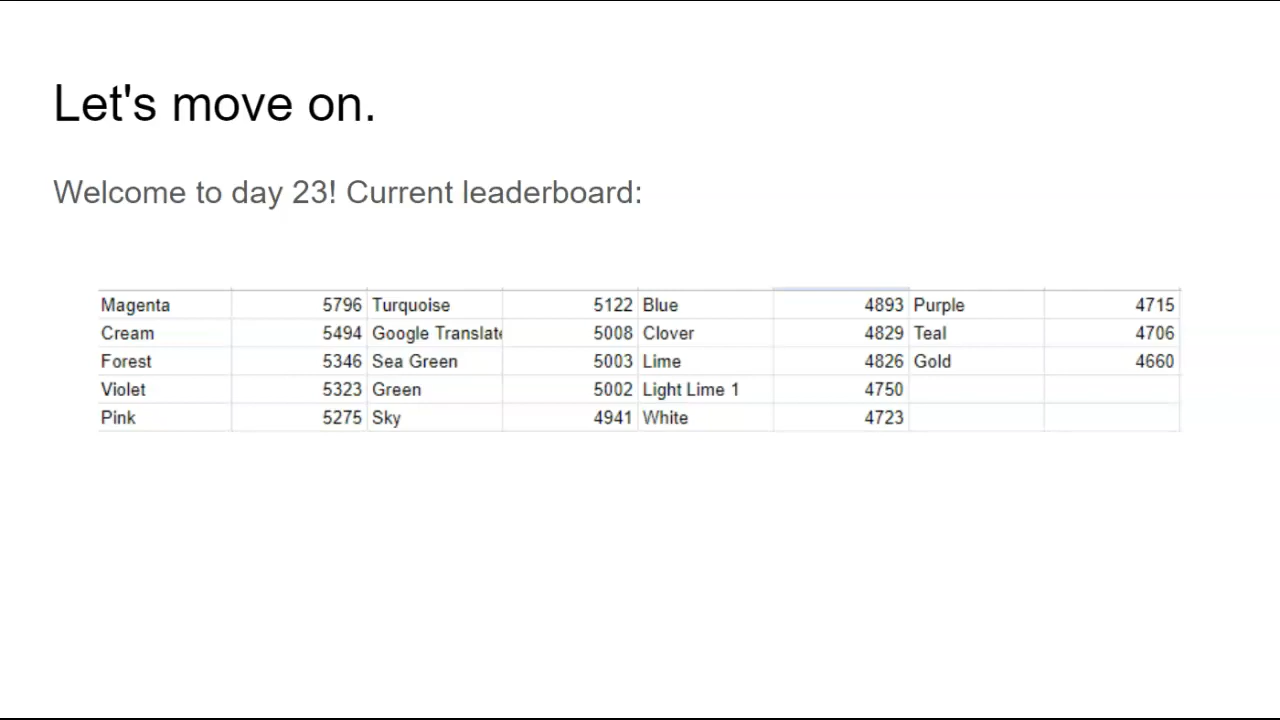 Let's move on.
Welcome to day 23! Current leaderboard:
Magenta 5796 Turquoise 5122 Blue 4893 Purple 4715
Cream 5494 Google Translate 5008 Clover 4829 Teal 4706
Forest 5346 Sea Green 5003 Lime 4826 Gold 4660
Violet 5323 Green 5002 Light Lime 1 4750
Pink 5275 Sky 4941 White 4723